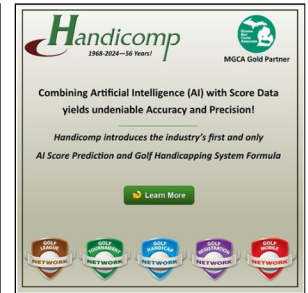 Handicomp
1968-2024—56 Years!
MGCA Gold Partner
Combining Artificial Intelligence (AI) with Score Data
yields undeniable Accuracy and Precision!
Handicomp introduces the industry's first and only
AI Score Prediction and Golf Handicapping System Formula
Learn More
GOLF LEAGUE NETWORK
GOLF TOURNAMENT NETWORK
GOLF HANDICAP NETWORK
GOLF REGISTRATION NETWORK
GOLF MOBILE NETWORK